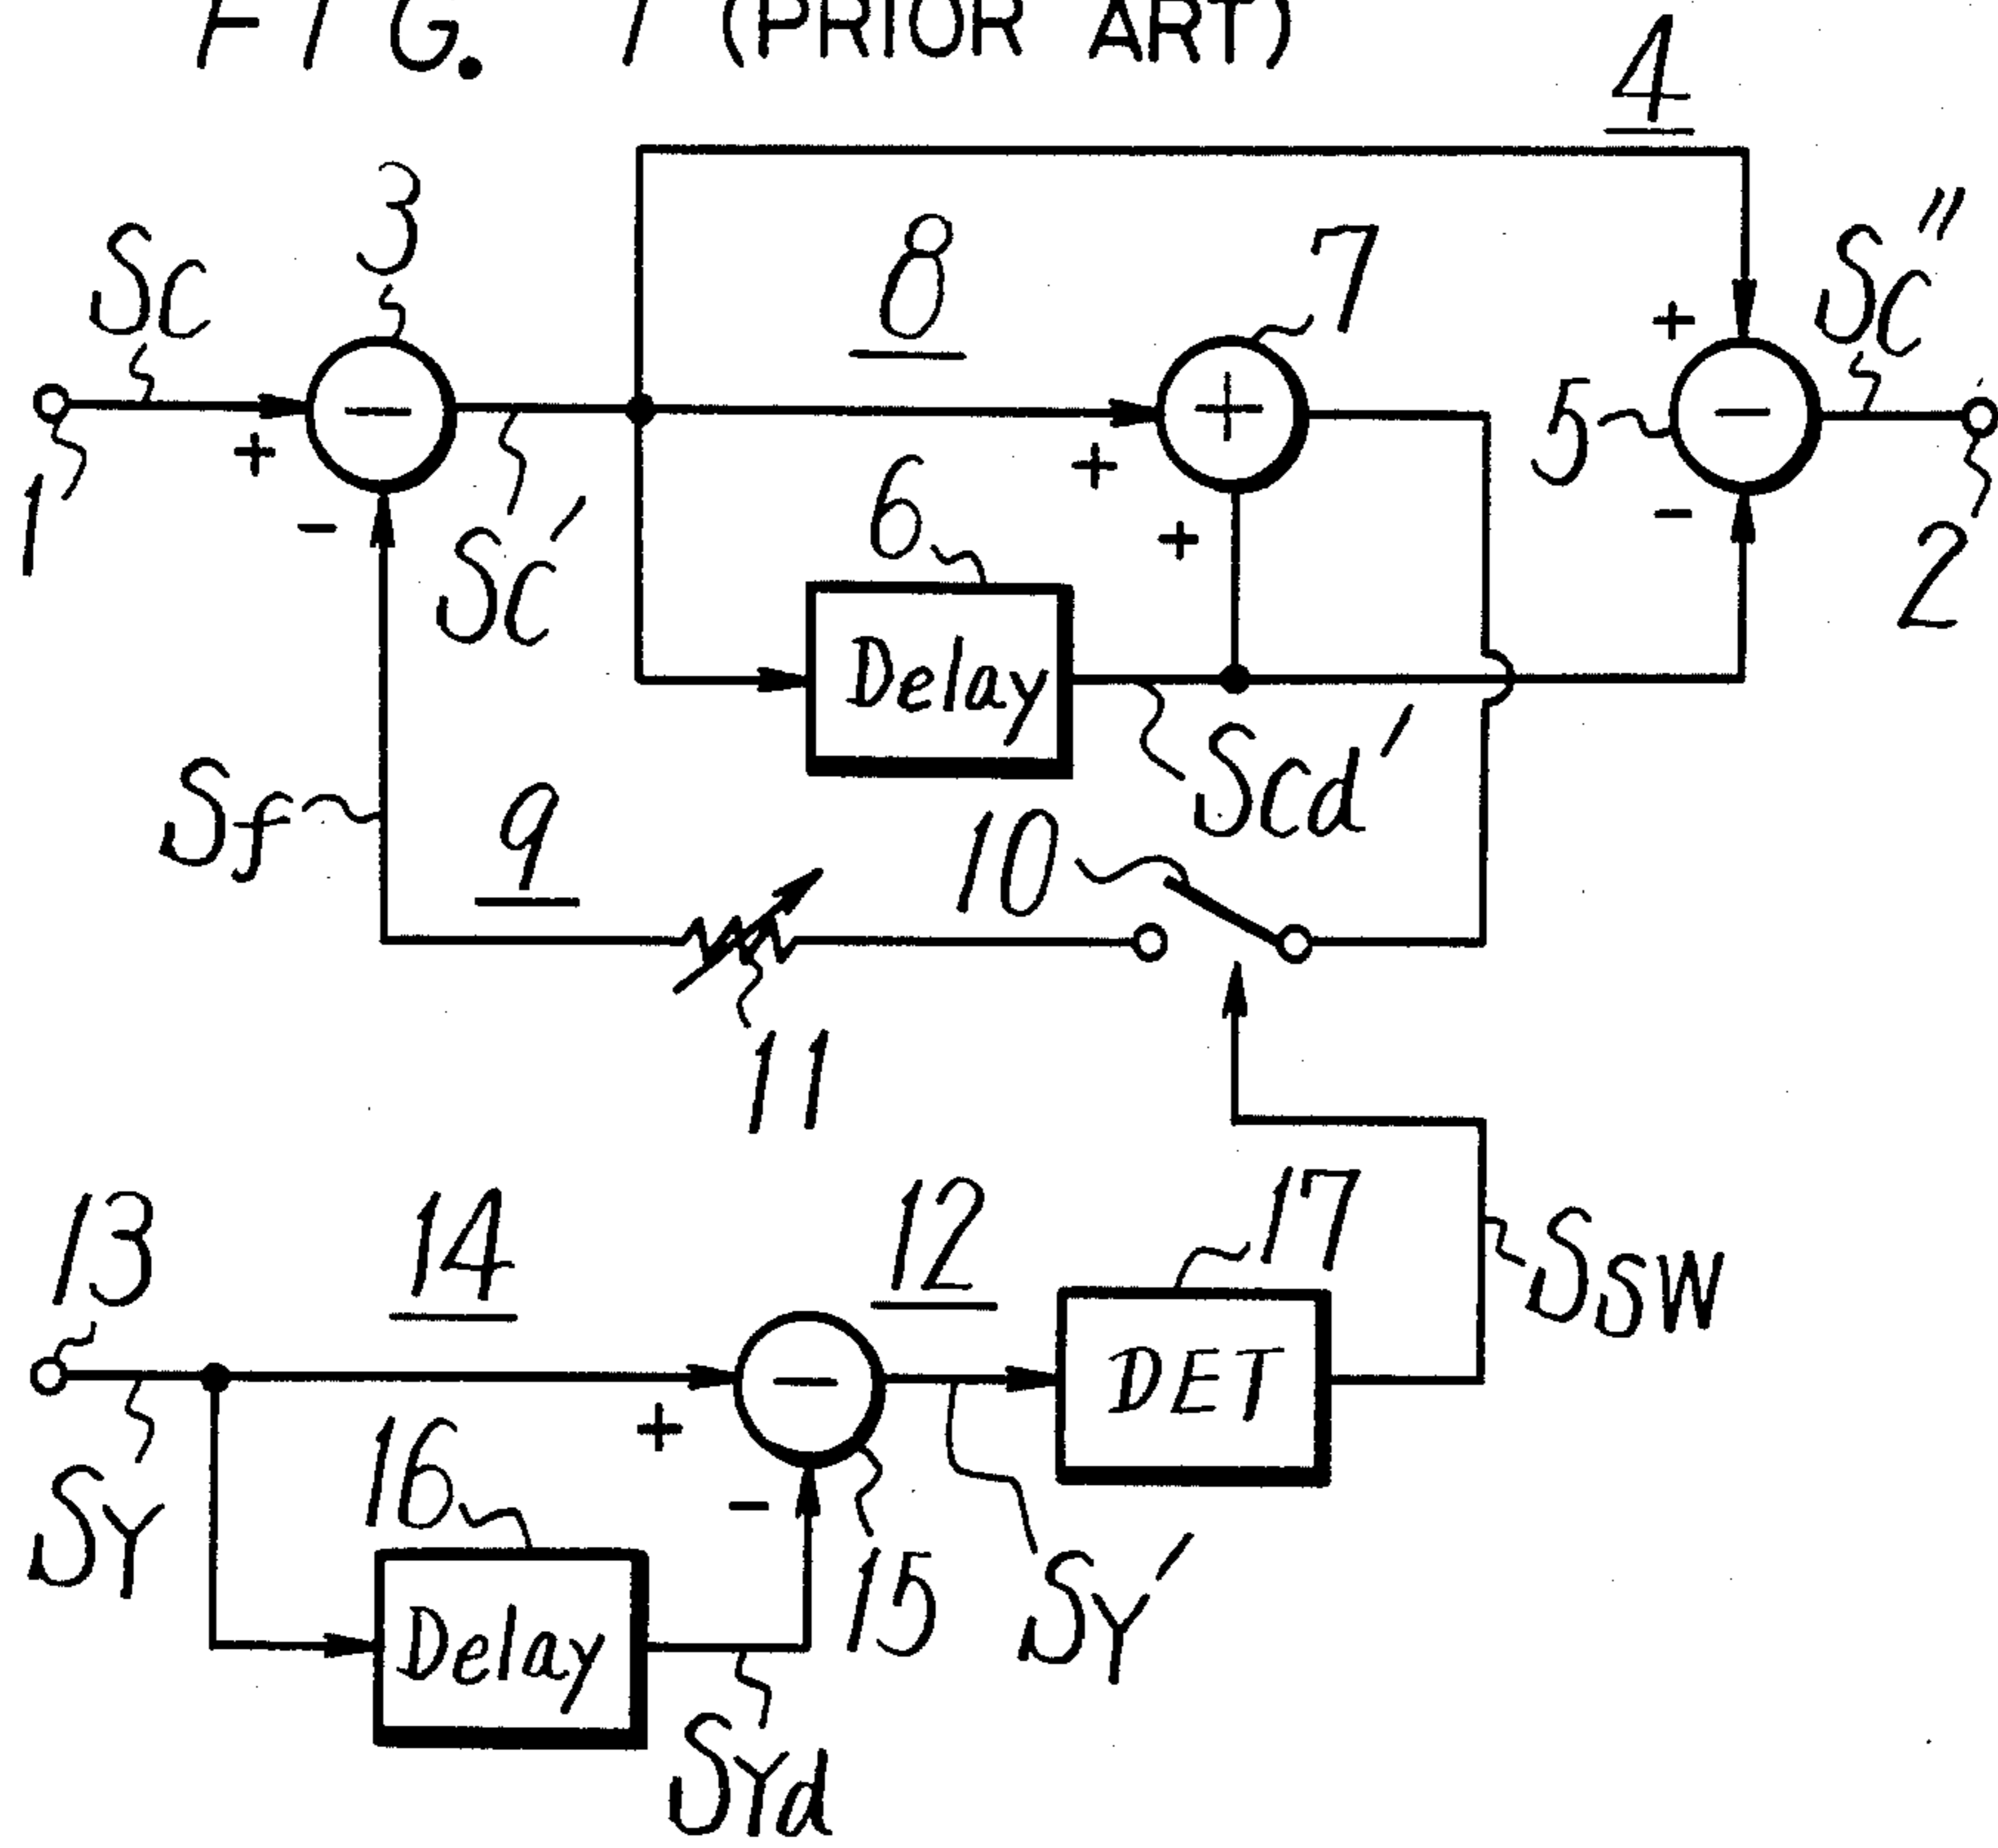 FIG. 1 (PRIOR ART)
4
3
Sc
8
7
Sc"
+
-
+
5
-
1
+
-
Sc'
6
+
+
-
2
Delay
Scd'
Sf
9
10
11
13
14
12
17
SSW
-
DET
+
16
-
SY
15
SY'
Delay
SYd